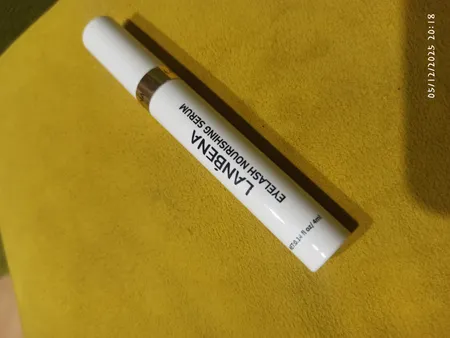 LANBENA
EYELASH NOURISHING SERUM
05/12/2025 20:18